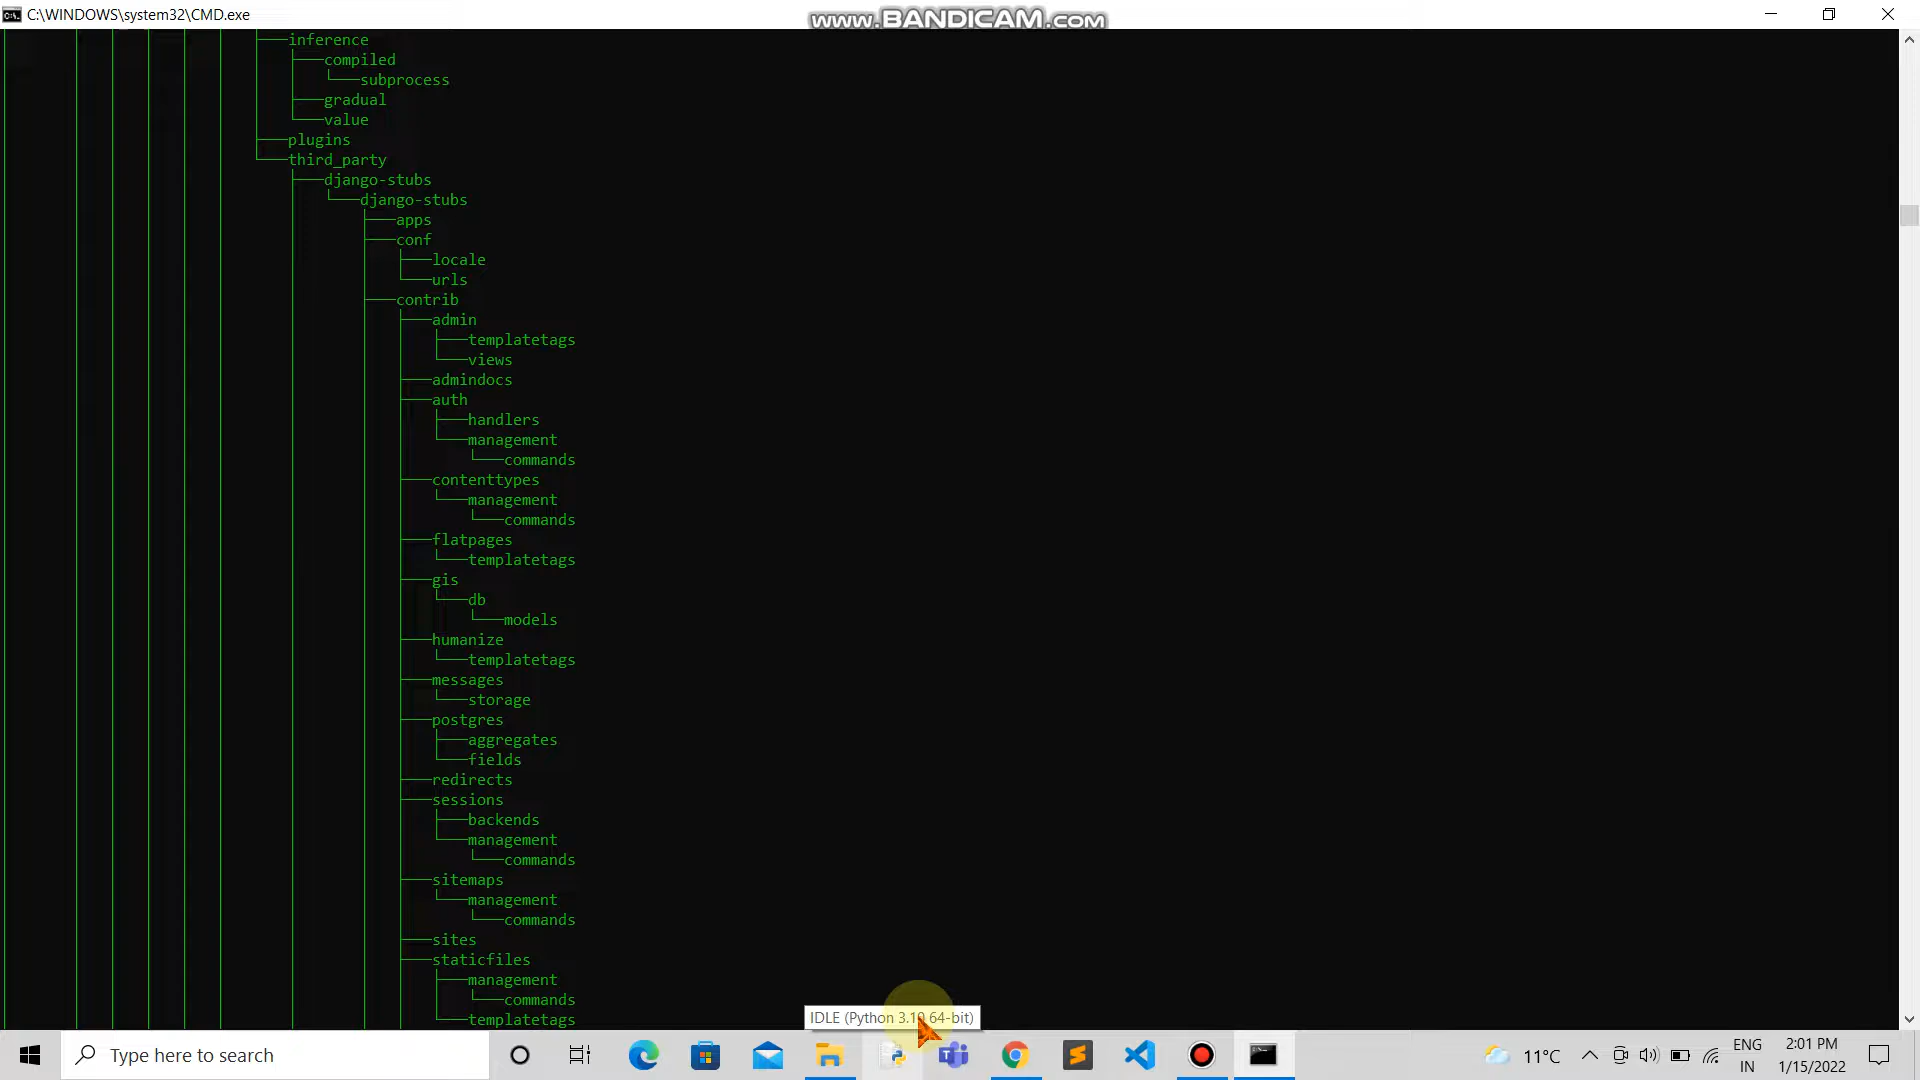 C:\WINDOWS\system32\CMD.exe
www.BANDICAM.com
inference
compiled
subprocess
gradual
value
plugins
third_party
django-stubs
django-stubs
apps
conf
locale
urls
contrib
admin
templatetags
views
admindocs
auth
handlers
management
commands
contenttypes
management
commands
flatpages
templatetags
gis
db
models
humanize
templatetags
messages
storage
postgres
aggregates
fields
redirects
sessions
backends
management
commands
sitemaps
management
commands
sites
staticfiles
management
commands
templatetags
IDLE (Python 3.10 64-bit)
Type here to search
11°C
ENG
IN
2:01 PM
1/15/2022